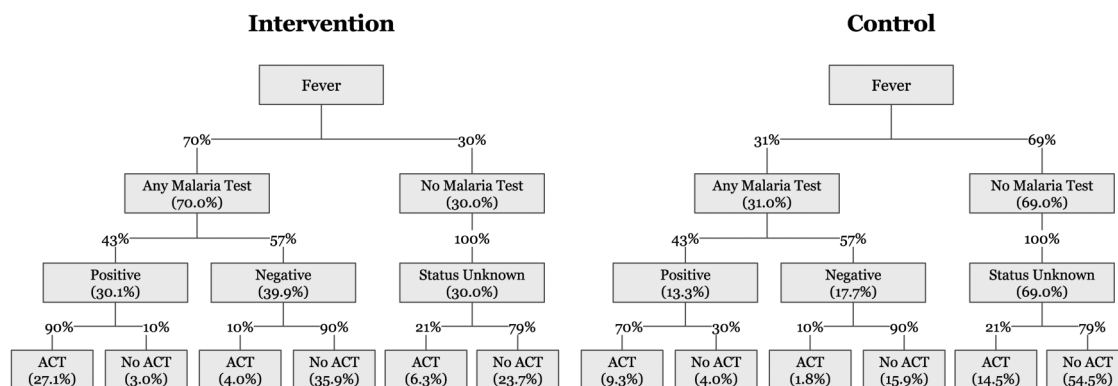 Intervention Control
Fever Fever
70% 30% 31% 69%
Any Malaria Test No Malaria Test Any Malaria Test No Malaria Test
(70.0%) (30.0%) (31.0%) (69.0%)
43% 57% 100% 43% 57% 100%
Positive Negative Status Unknown Positive Negative Status Unknown
(30.1%) (39.9%) (30.0%) (13.3%) (17.7%) (69.0%)
90% 10% 10% 90% 21% 79% 70% 30% 10% 90% 21% 79%
ACT No ACT ACT No ACT ACT No ACT ACT No ACT ACT No ACT ACT No ACT
(27.1%) (3.0%) (4.0%) (35.9%) (6.3%) (23.7%) (9.3%) (4.0%) (1.8%) (15.9%) (14.5%) (54.5%)